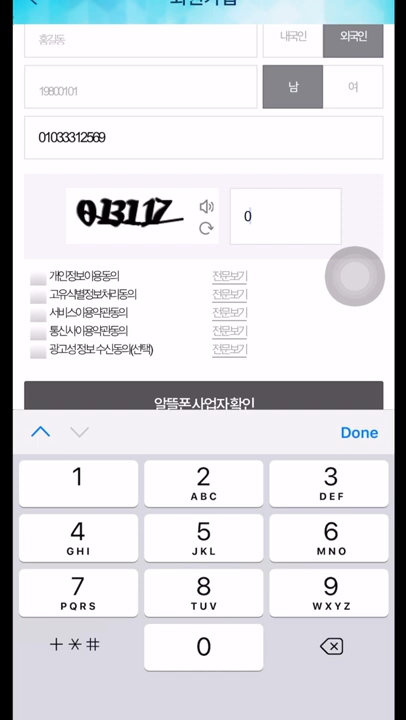 회원가입
홍길동
내국인 외국인
19800101
남 여
01033312569
013117
0
개인정보이용동의 전문보기
고유식별정보처리동의 전문보기
서비스이용약관동의 전문보기
통신사이용약관동의 전문보기
광고성 정보 수신동의(선택) 전문보기
알뜰폰 사업자 확인
Done
1 2 3
ABC DEF
4 5 6
GHI JKL MNO
7 8 9
PQRS TUV WXYZ
+*# 0